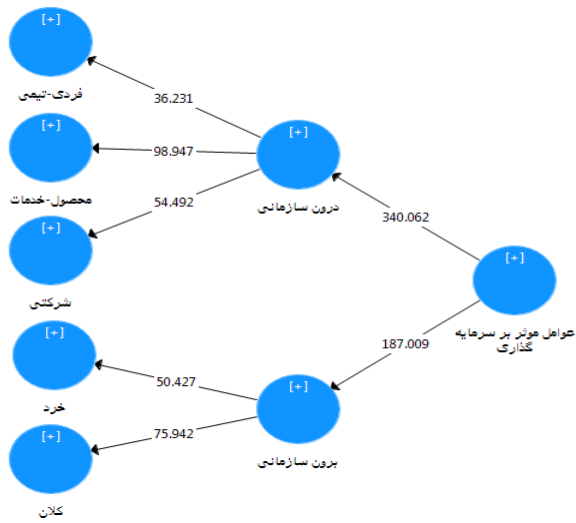 [+]
فردی-تیمی
36.231
[+]
محصول-خدمات
98.947
[+]
درون سازمانی
54.492
340.062
[+]
شرکتی
[+]
عوامل موثر بر سرمایه
گذاری
187.009
[+]
خرد
50.427
[+]
برون سازمانی
75.942
[+]
کلان